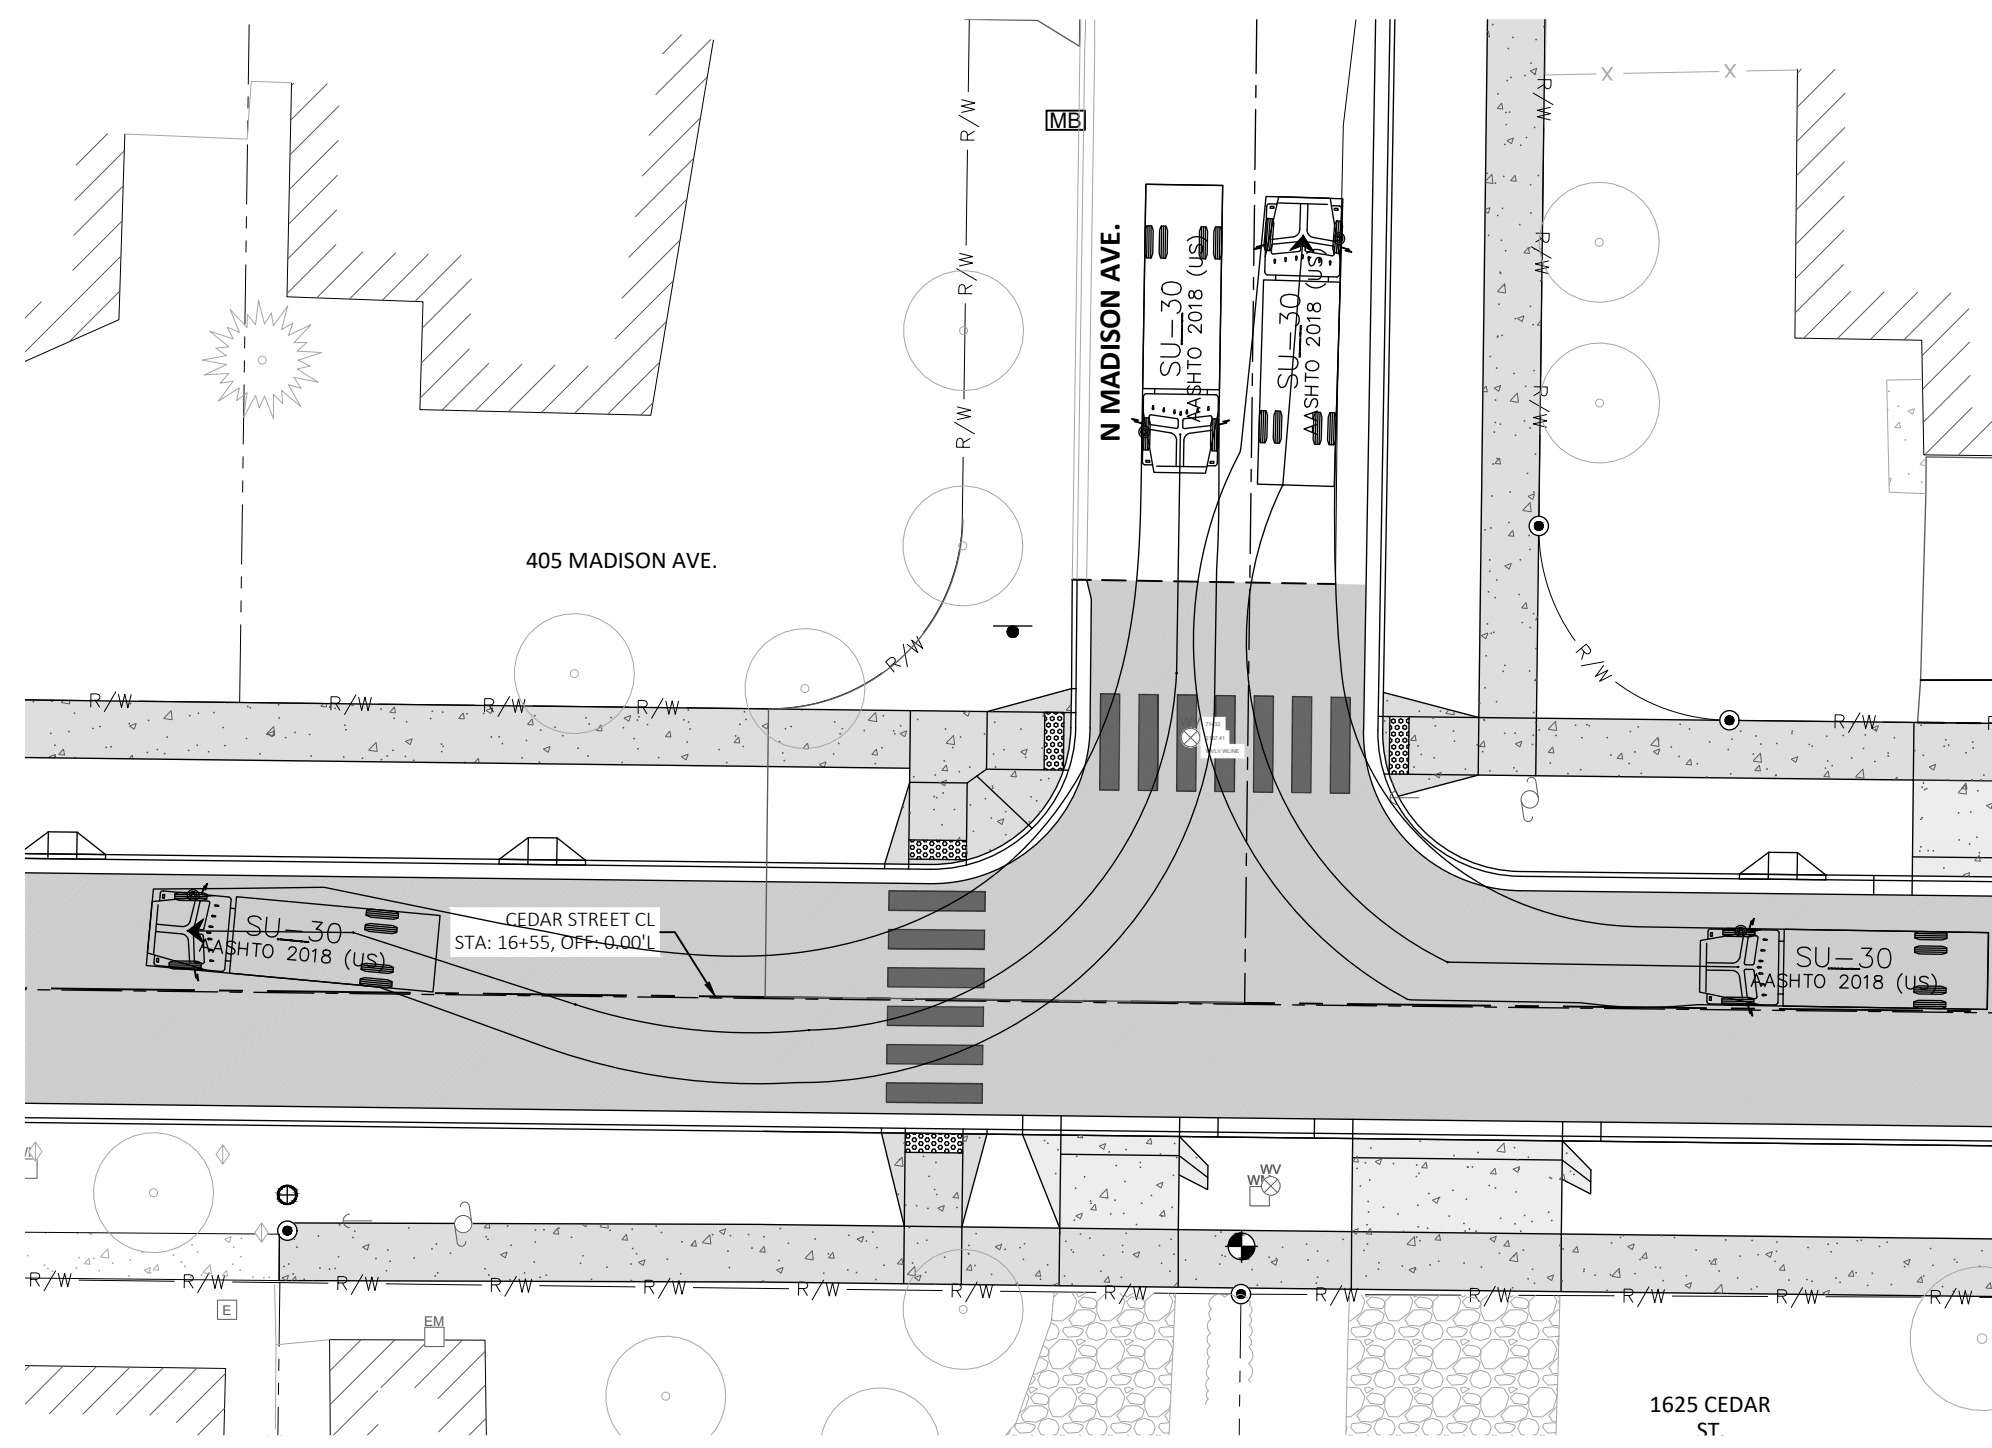 X
X
R/W
R/W
MB
N MADISON AVE.
SU-30
AASHTO 2018 (US)
SU-30
AASHTO 2018 (US)
R/W
R/W
R/W
R/W
405 MADISON AVE.
R/W
R/W
R/W
R/W
R/W
R/W
R/W
R/W
CEDAR STREET CL
STA: 16+55, OFF: 0.00'L
SU-30
AASHTO 2018 (US)
SU-30
AASHTO 2018 (US)
WV
R/W
R/W
R/W
R/W
R/W
R/W
R/W
R/W
R/W
R/W
R/W
R/W
R/W
E
EM
1625 CEDAR
ST.